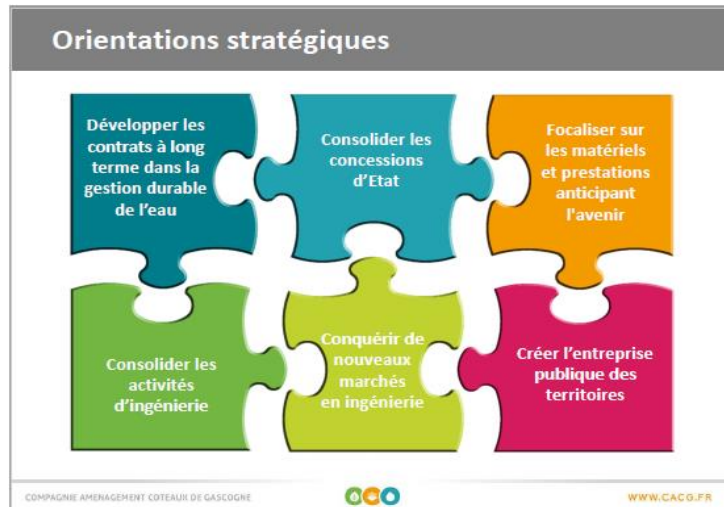 Orientations stratégiques
Développer les
contrats à long
terme dans la
gestion durable
de l'eau
Consolider les
concessions
d'Etat
Focaliser sur
les matériels
et prestations
anticipant
l'avenir
Consolider les
activités
d'ingénierie
Conquérir de
nouveaux
marchés
en ingénierie
Créer l'entreprise
publique des
territoires
COMPAGNIE AMENAGEMENT COTEAUX DE GASCOGNE
WWW.CACG.FR